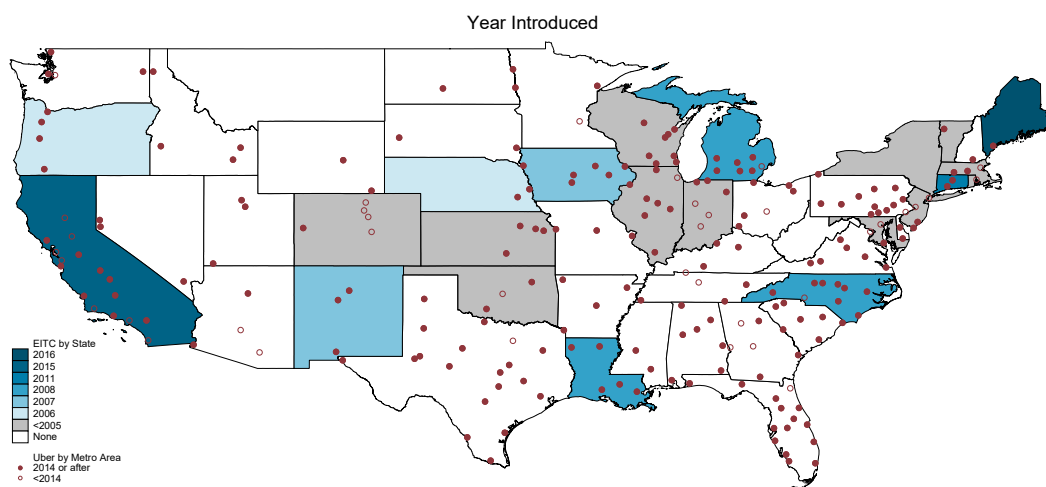 Year Introduced
EITC by State
2016
2015
2011
2008
2007
2006
<2005
None
Uber by Metro Area
2014 or after
<2014